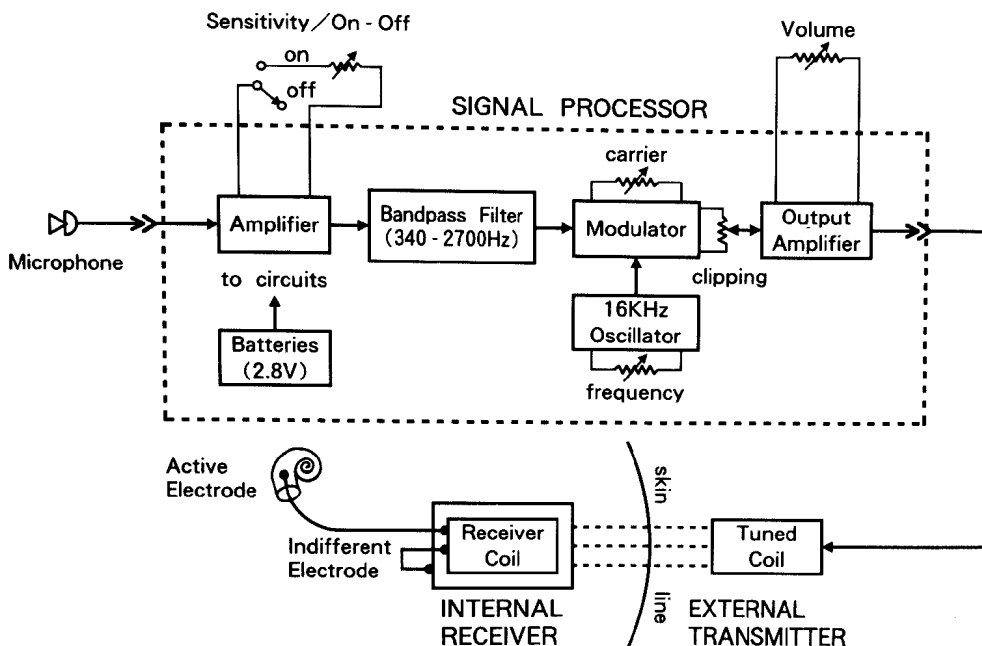 Sensitivity/On - Off
on
off
Volume
SIGNAL PROCESSOR
carrier
Microphone
Amplifier
Bandpass Filter
(340 - 2700Hz)
Modulator
Output
Amplifier
clipping
to circuits
16KHz
Oscillator
Batteries
(2.8V)
frequency
Active
Electrode
skin
Indifferent
Electrode
Receiver
Coil
Tuned
Coil
line
INTERNAL
RECEIVER
EXTERNAL
TRANSMITTER